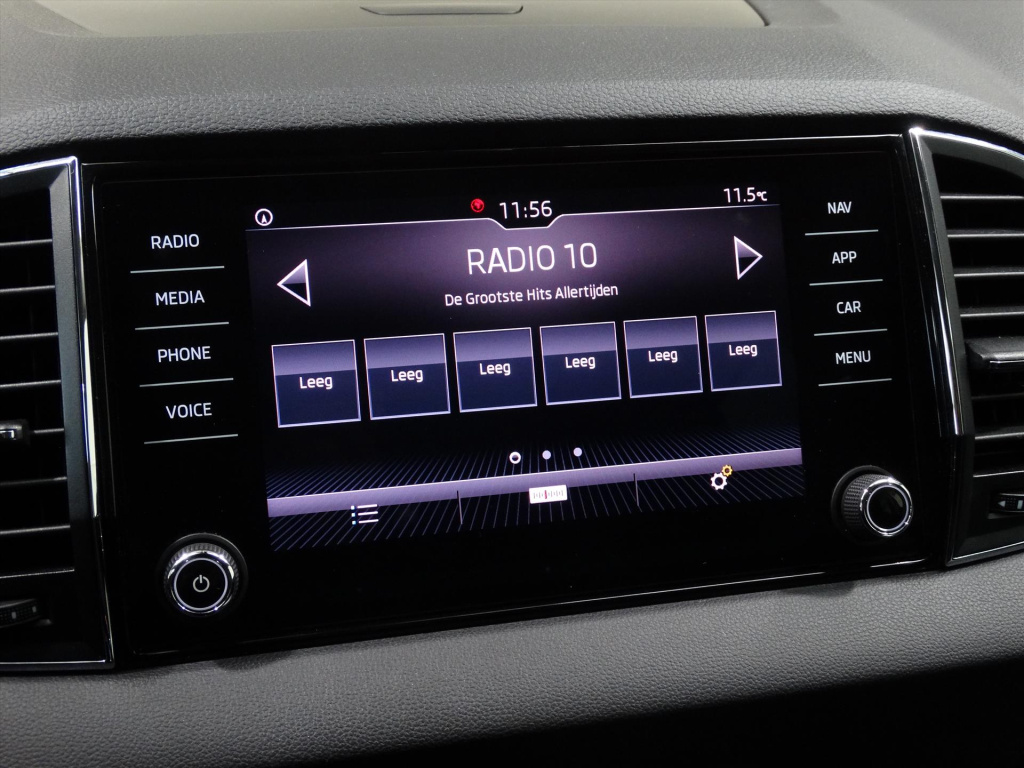 11:56
11.5°C
RADIO 10
De Grootste Hits Allertijden
Leeg Leeg Leeg Leeg Leeg Leeg
RADIO
MEDIA
PHONE
VOICE
NAV
APP
CAR
MENU